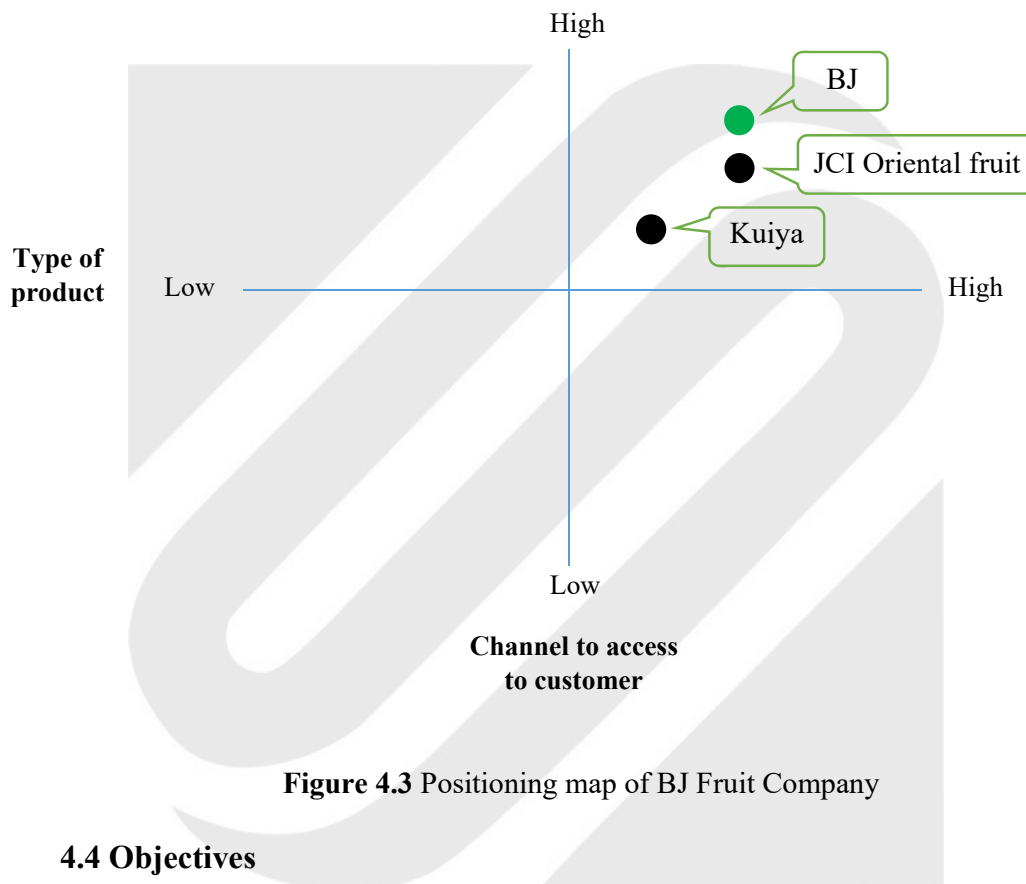 High
BJ
JCI Oriental fruit
Kuiya
Type of
product
Low
High
Low
Channel to access
to customer
Figure 4.3 Positioning map of BJ Fruit Company
4.4 Objectives